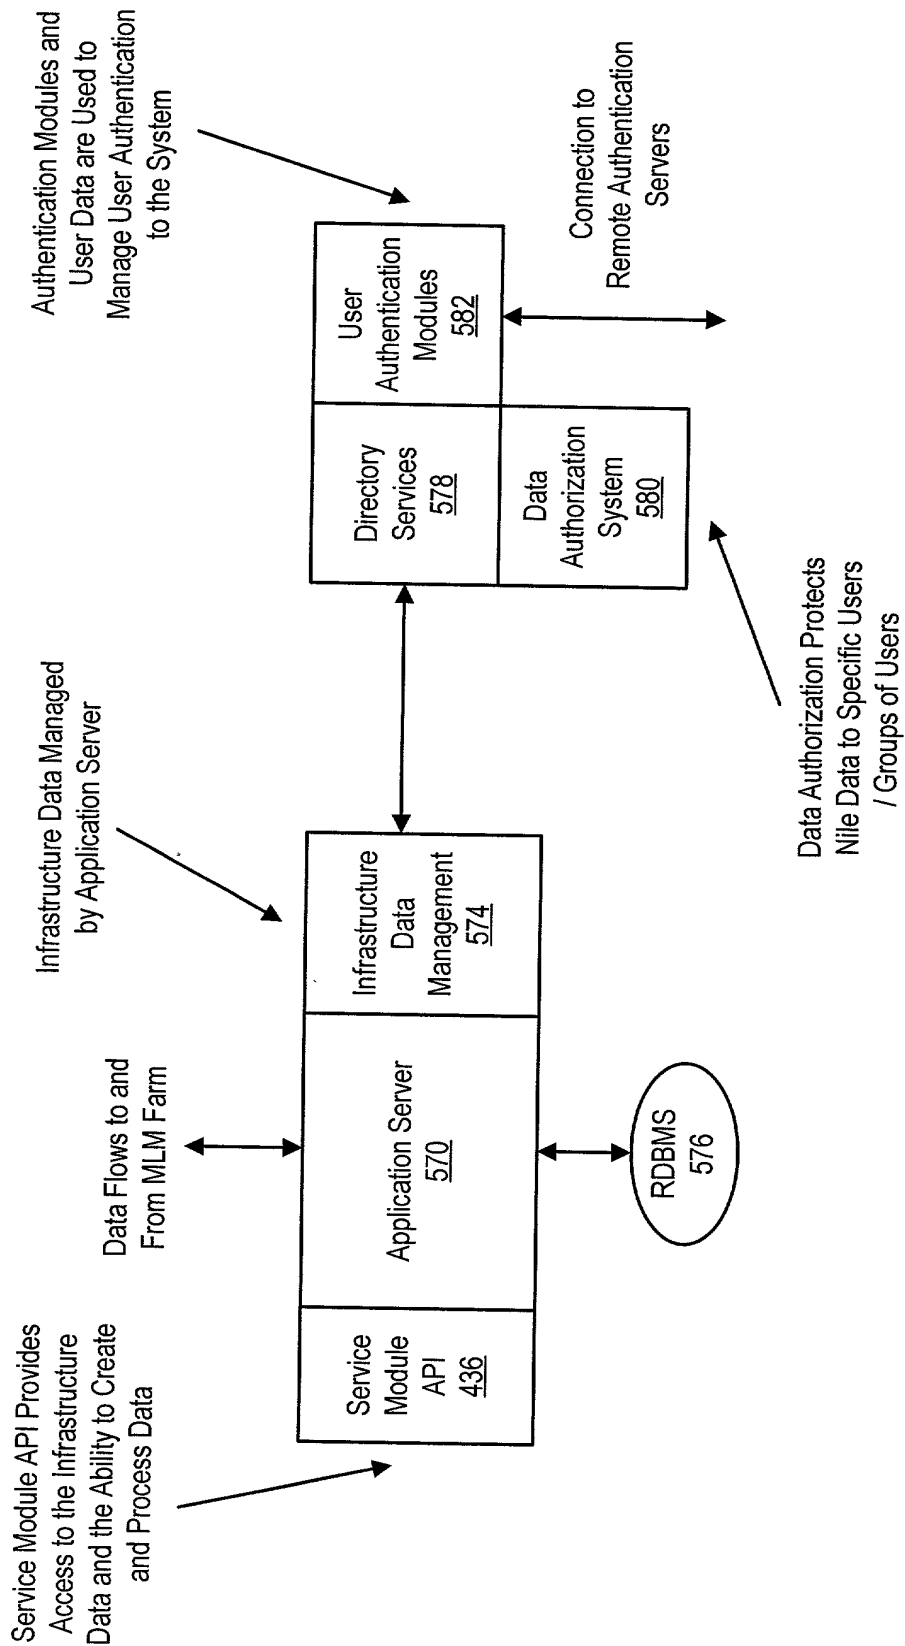 Service Module API Provides
Access to the Infrastructure
Data and the Ability to Create
and Process Data
Data Flows to and
From MLM Farm
Infrastructure Data Managed
by Application Server
Authentication Modules and
User Data are Used to
Manage User Authentication
to the System
Service
Module
API
436
Application Server
570
Infrastructure
Data
Management
574
Directory
Services
578
User
Authentication
Modules
582
Data
Authorization
System
580
Connection to
Remote Authentication
Servers
RDBMS
576
Data Authorization Protects
Nile Data to Specific Users
/ Groups of Users